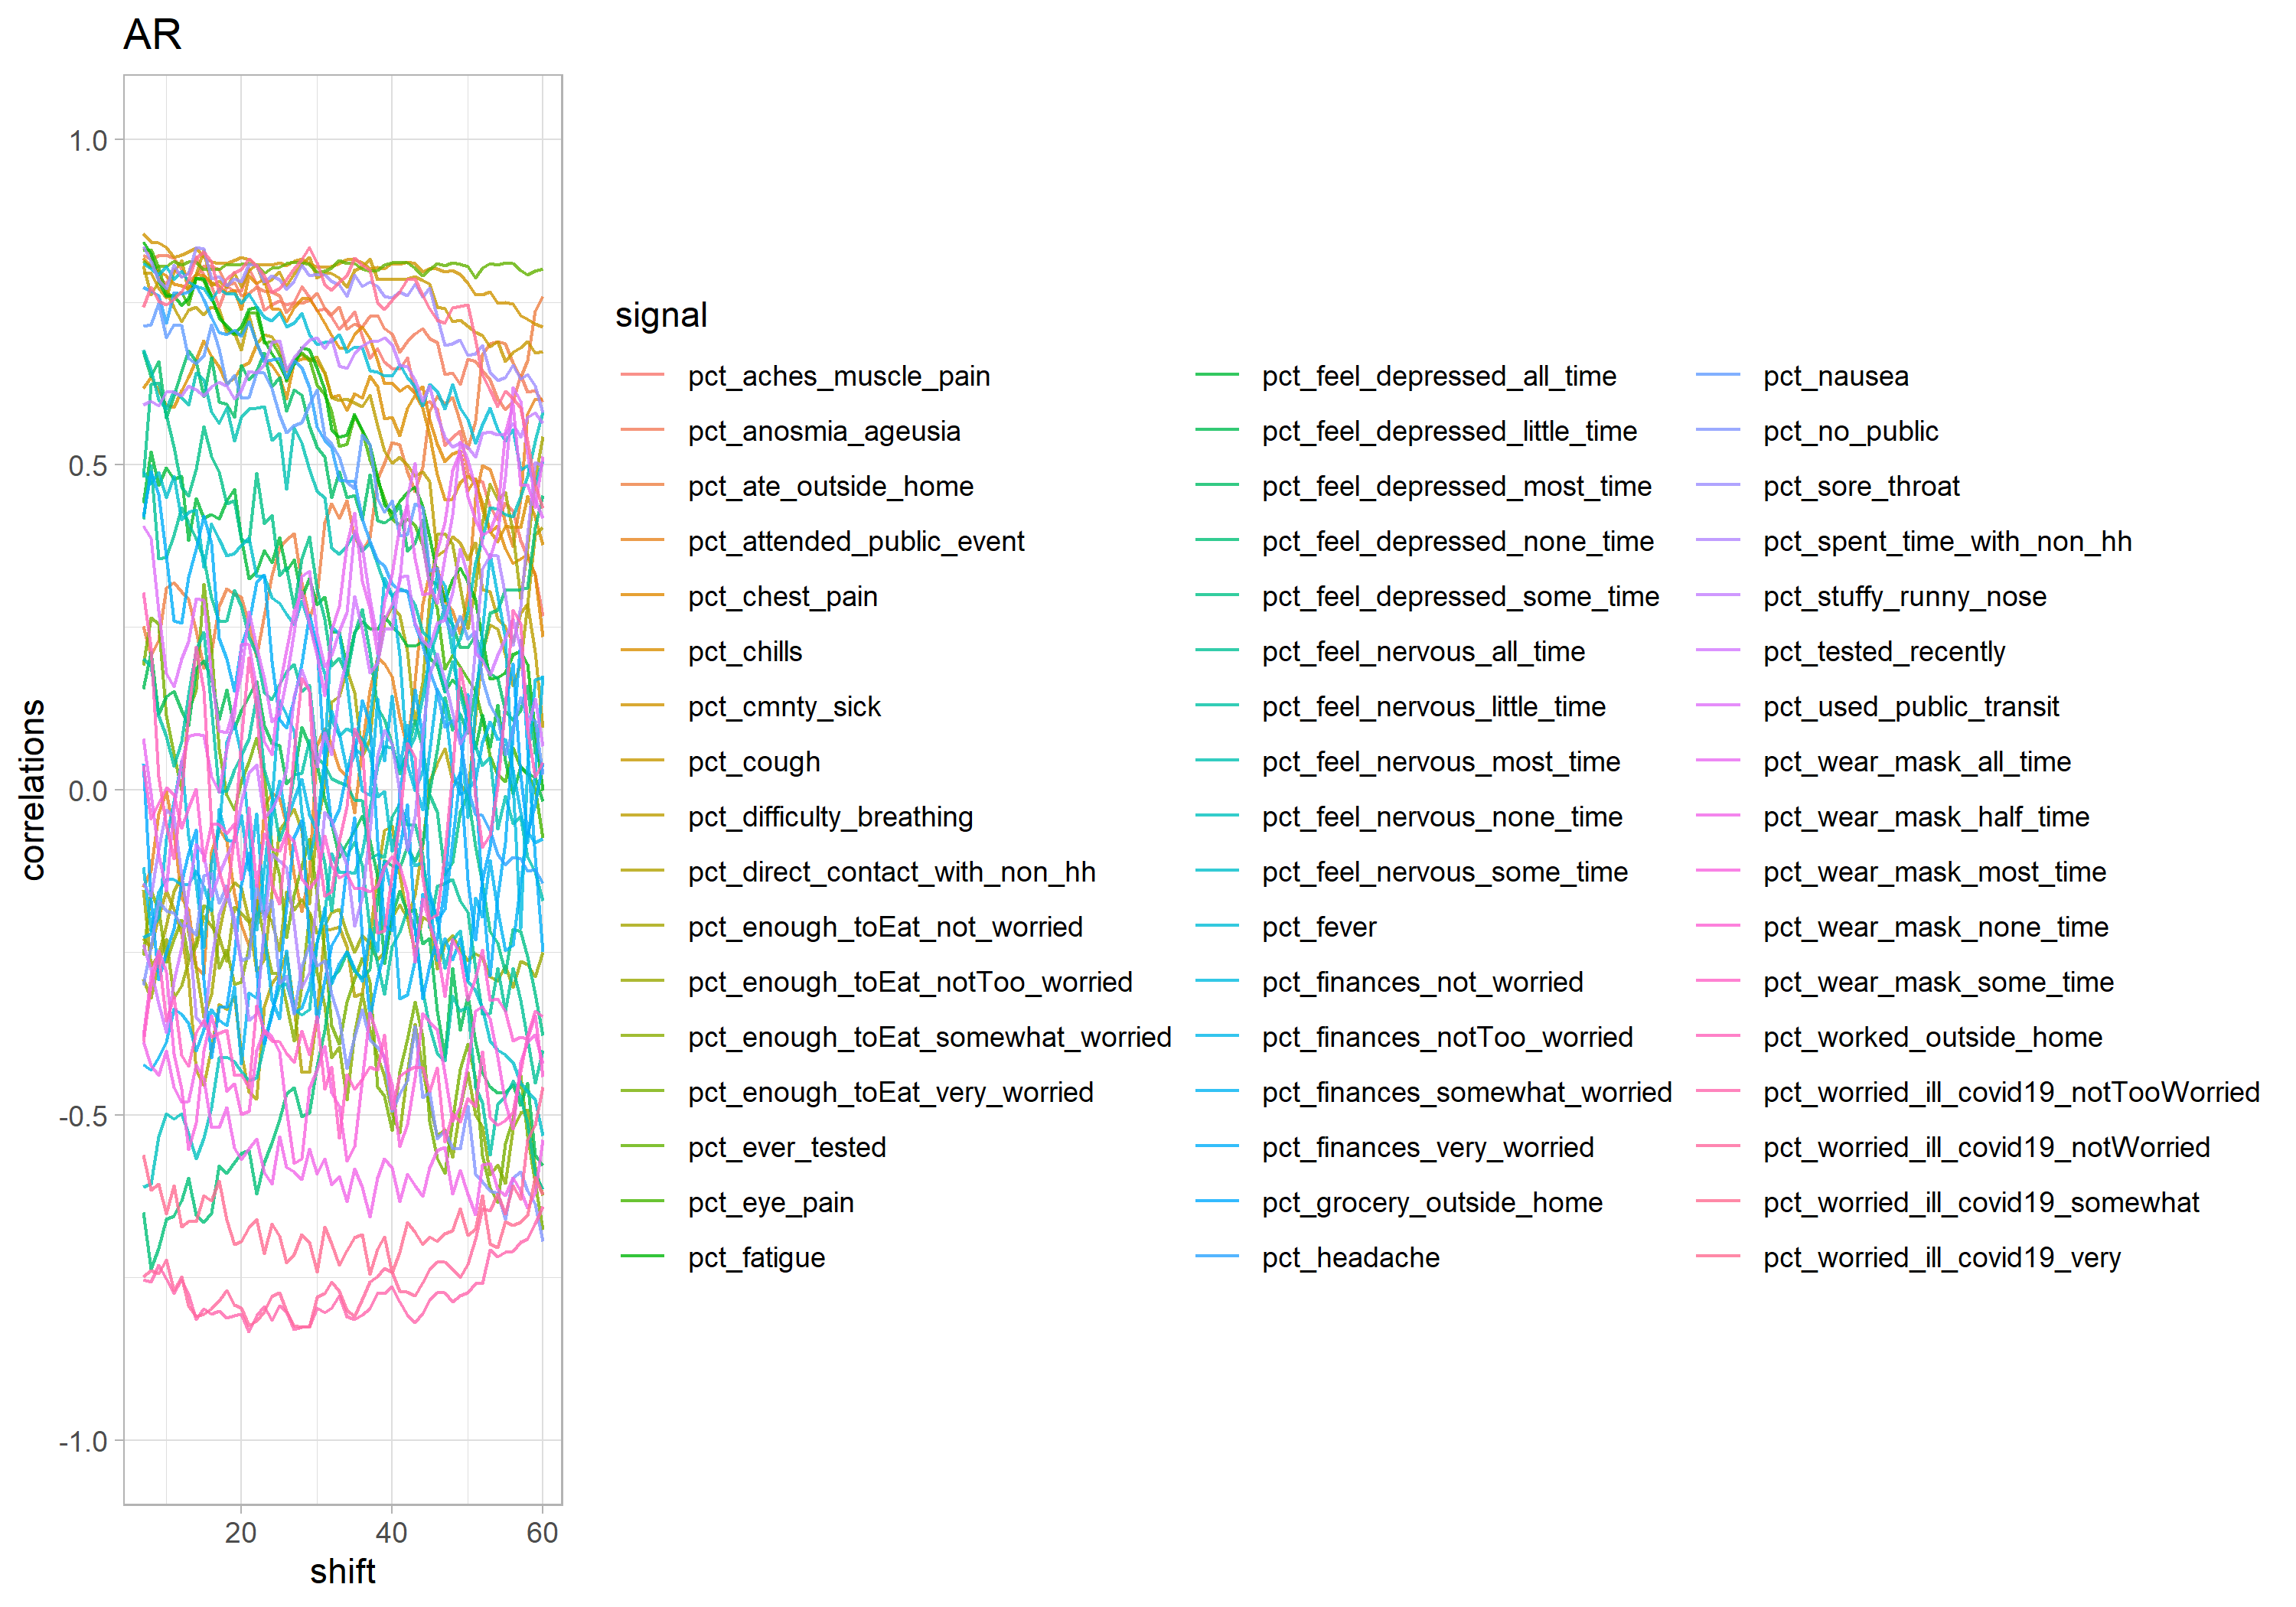 AR
1.0
0.5
0.0
-0.5
-1.0
correlations
20 40 60
shift
signal
pct_aches_muscle_pain
pct_anosmia_ageusia
pct_ate_outside_home
pct_attended_public_event
pct_chest_pain
pct_chills
pct_cmnty_sick
pct_cough
pct_difficulty_breathing
pct_direct_contact_with_non_hh
pct_enough_toEat_not_worried
pct_enough_toEat_notToo_worried
pct_enough_toEat_somewhat_worried
pct_enough_toEat_very_worried
pct_ever_tested
pct_eye_pain
pct_fatigue
pct_feel_depressed_all_time
pct_feel_depressed_little_time
pct_feel_depressed_most_time
pct_feel_depressed_none_time
pct_feel_depressed_some_time
pct_feel_nervous_all_time
pct_feel_nervous_little_time
pct_feel_nervous_most_time
pct_feel_nervous_none_time
pct_feel_nervous_some_time
pct_fever
pct_finances_not_worried
pct_finances_notToo_worried
pct_finances_somewhat_worried
pct_finances_very_worried
pct_grocery_outside_home
pct_headache
pct_nausea
pct_no_public
pct_sore_throat
pct_spent_time_with_non_hh
pct_stuffy_runny_nose
pct_tested_recently
pct_used_public_transit
pct_wear_mask_all_time
pct_wear_mask_half_time
pct_wear_mask_most_time
pct_wear_mask_none_time
pct_wear_mask_some_time
pct_worked_outside_home
pct_worried_ill_covid19_notTooWorried
pct_worried_ill_covid19_notWorried
pct_worried_ill_covid19_somewhat
pct_worried_ill_covid19_very